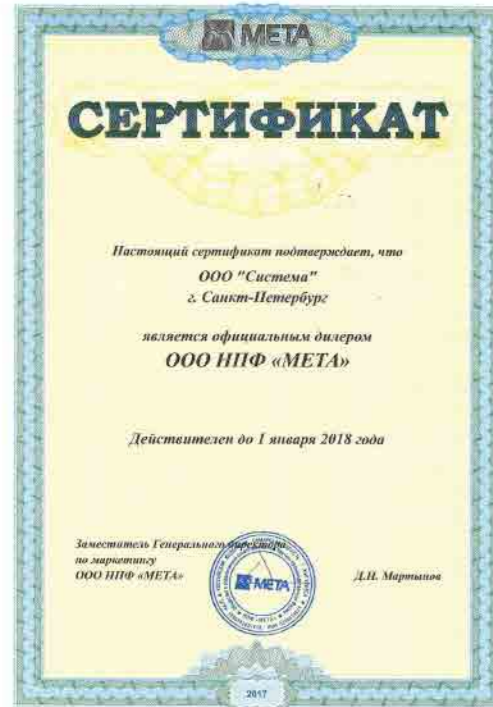 МЕТА
СЕРТИФИКАТ
Настоящий сертификат подтверждает, что
ООО "Система"
г. Санкт-Петербург
является официальным дилером
ООО НПФ «МЕТА»
Действителен до 1 января 2018 года
Заместитель Генерального директора
по маркетингу
ООО НПФ «МЕТА»
МЕТА
Д.Н. Мартынов
2017